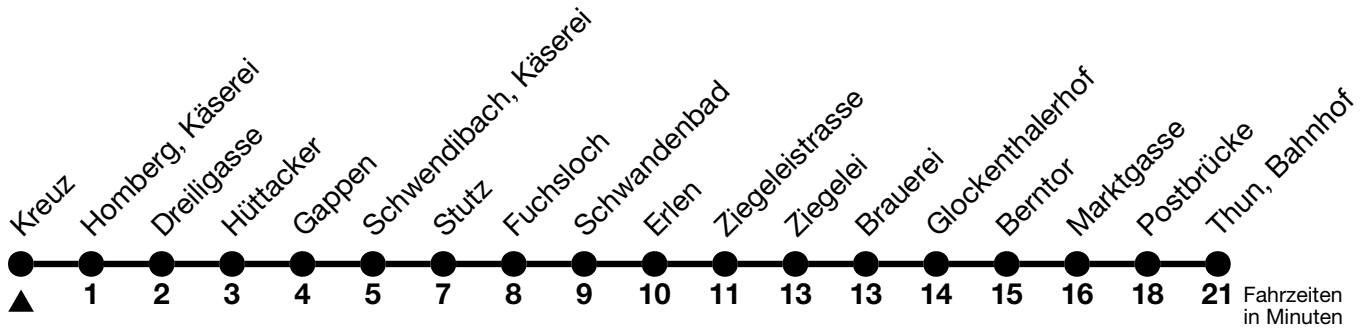 Kreuz
Homberg, Käserei
Dreiligasse
Hüttacker
Gappen
Schwendibach, Käserei
Stutz
Fuchsloch
Schwandenbad
Erlen
Ziegeleistrasse
Ziegelei
Brauerei
Glockenthalerhof
Berntor
Marktgasse
Postbrücke
Thun, Bahnhof
1 2 3 4 5 7 8 9 10 11 13 13 14 15 16 18 21 Fahrzeiten
in Minuten